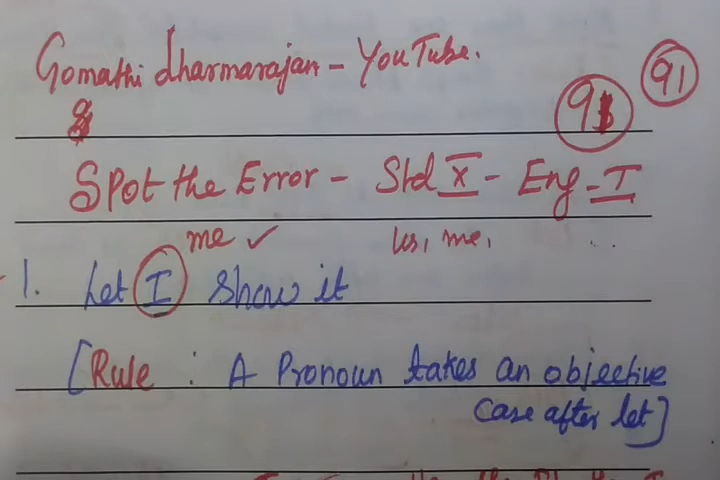 Gomathi dharmarajan - YouTube.
91
91
Spot the Error - Std X - Eng - I
me ✓ us, me, ...
1. Let I show it
[Rule : A Pronoun takes an objective
case after let]